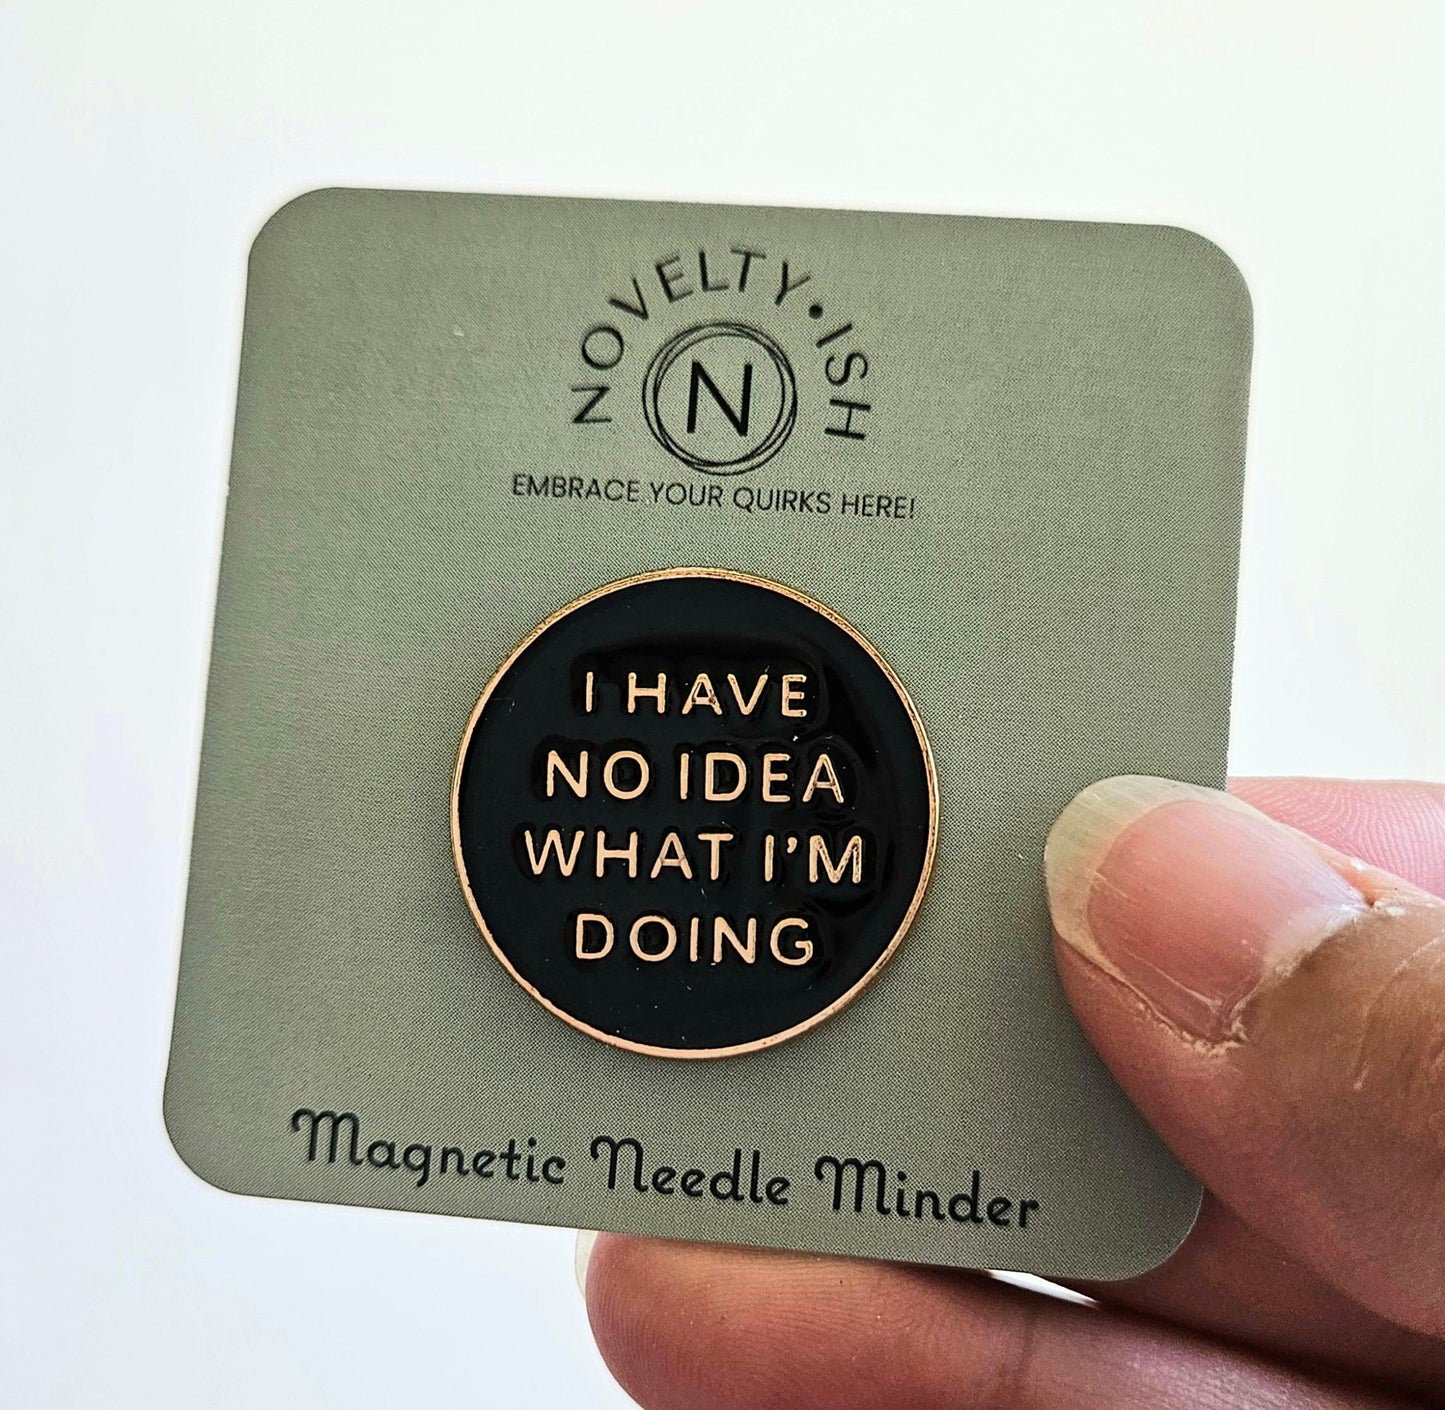 NOVELTY•ISH
N
EMBRACE YOUR QUIRKS HERE!
I HAVE
NO IDEA
WHAT I'M
DOING
Magnetic Needle Minder